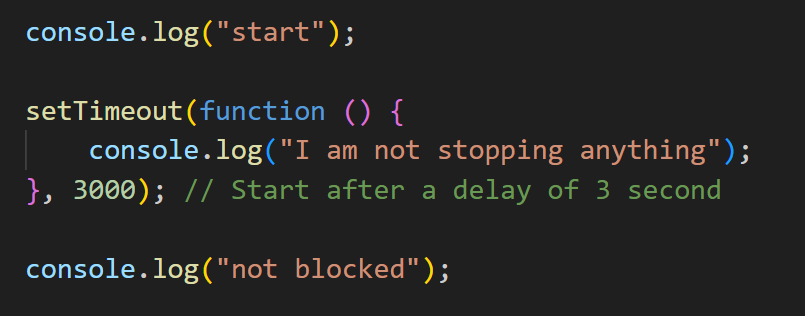 console.log("start");
setTimeout(function () {
    console.log("I am not stopping anything");
}, 3000); // Start after a delay of 3 second
console.log("not blocked");